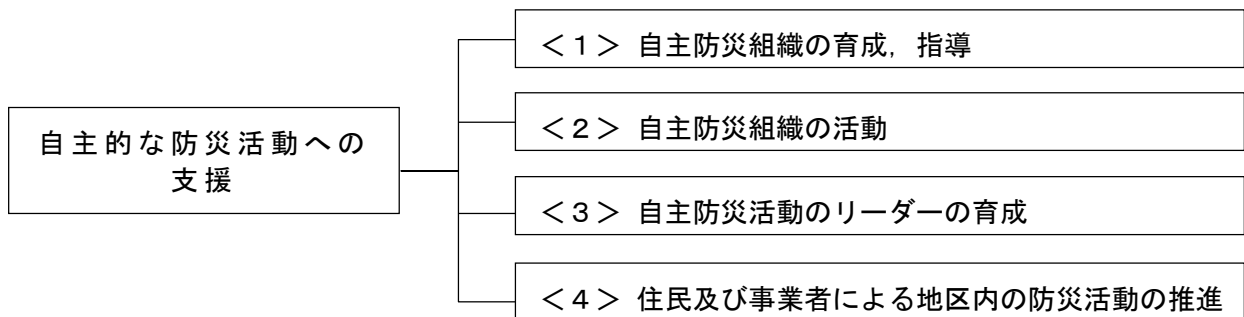 自主的な防災活動への
支援
＜１＞ 自主防災組織の育成，指導
＜２＞ 自主防災組織の活動
＜３＞ 自主防災活動のリーダーの育成
＜４＞ 住民及び事業者による地区内の防災活動の推進